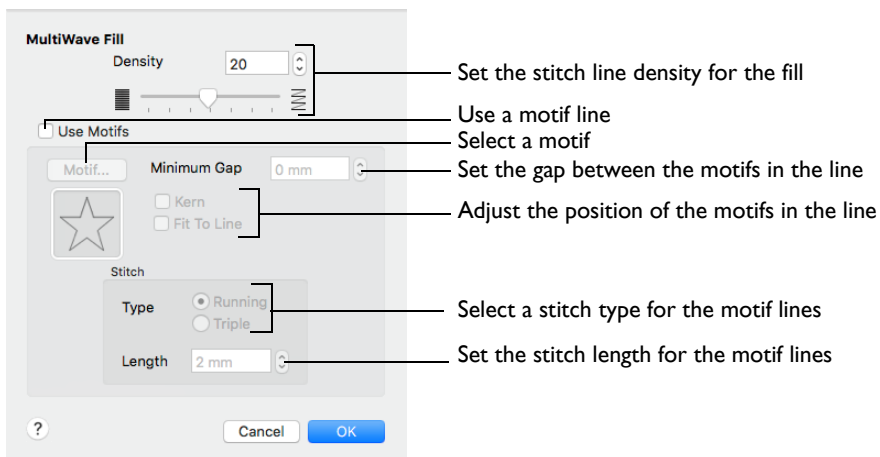 MultiWave Fill
Density 20
Set the stitch line density for the fill
Use a motif line
Use Motifs
Select a motif
Motif... Minimum Gap 0 mm
Set the gap between the motifs in the line
Kern
Fit To Line
Adjust the position of the motifs in the line
Stitch
Type Running
Triple
Select a stitch type for the motif lines
Length 2 mm
Set the stitch length for the motif lines
? Cancel OK